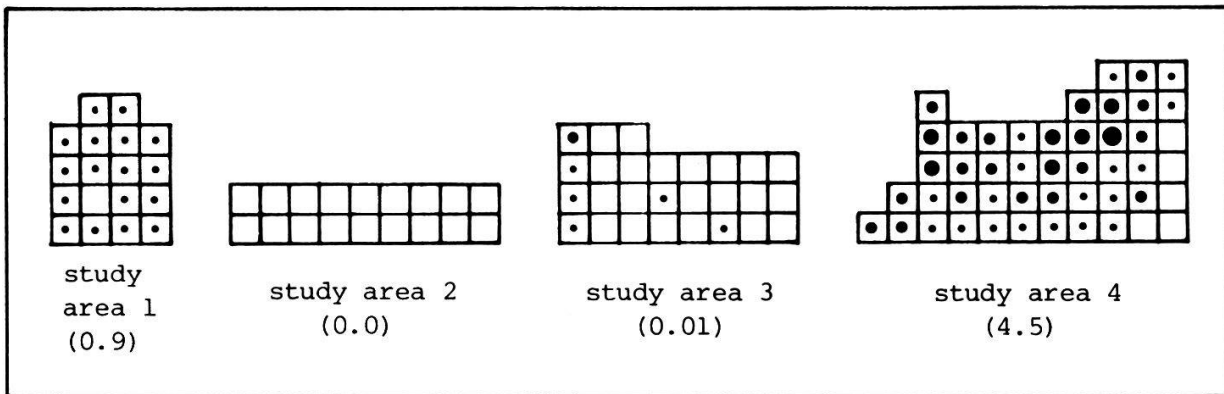 study
area 1
(0.9)
study area 2
(0.0)
study area 3
(0.01)
study area 4
(4.5)